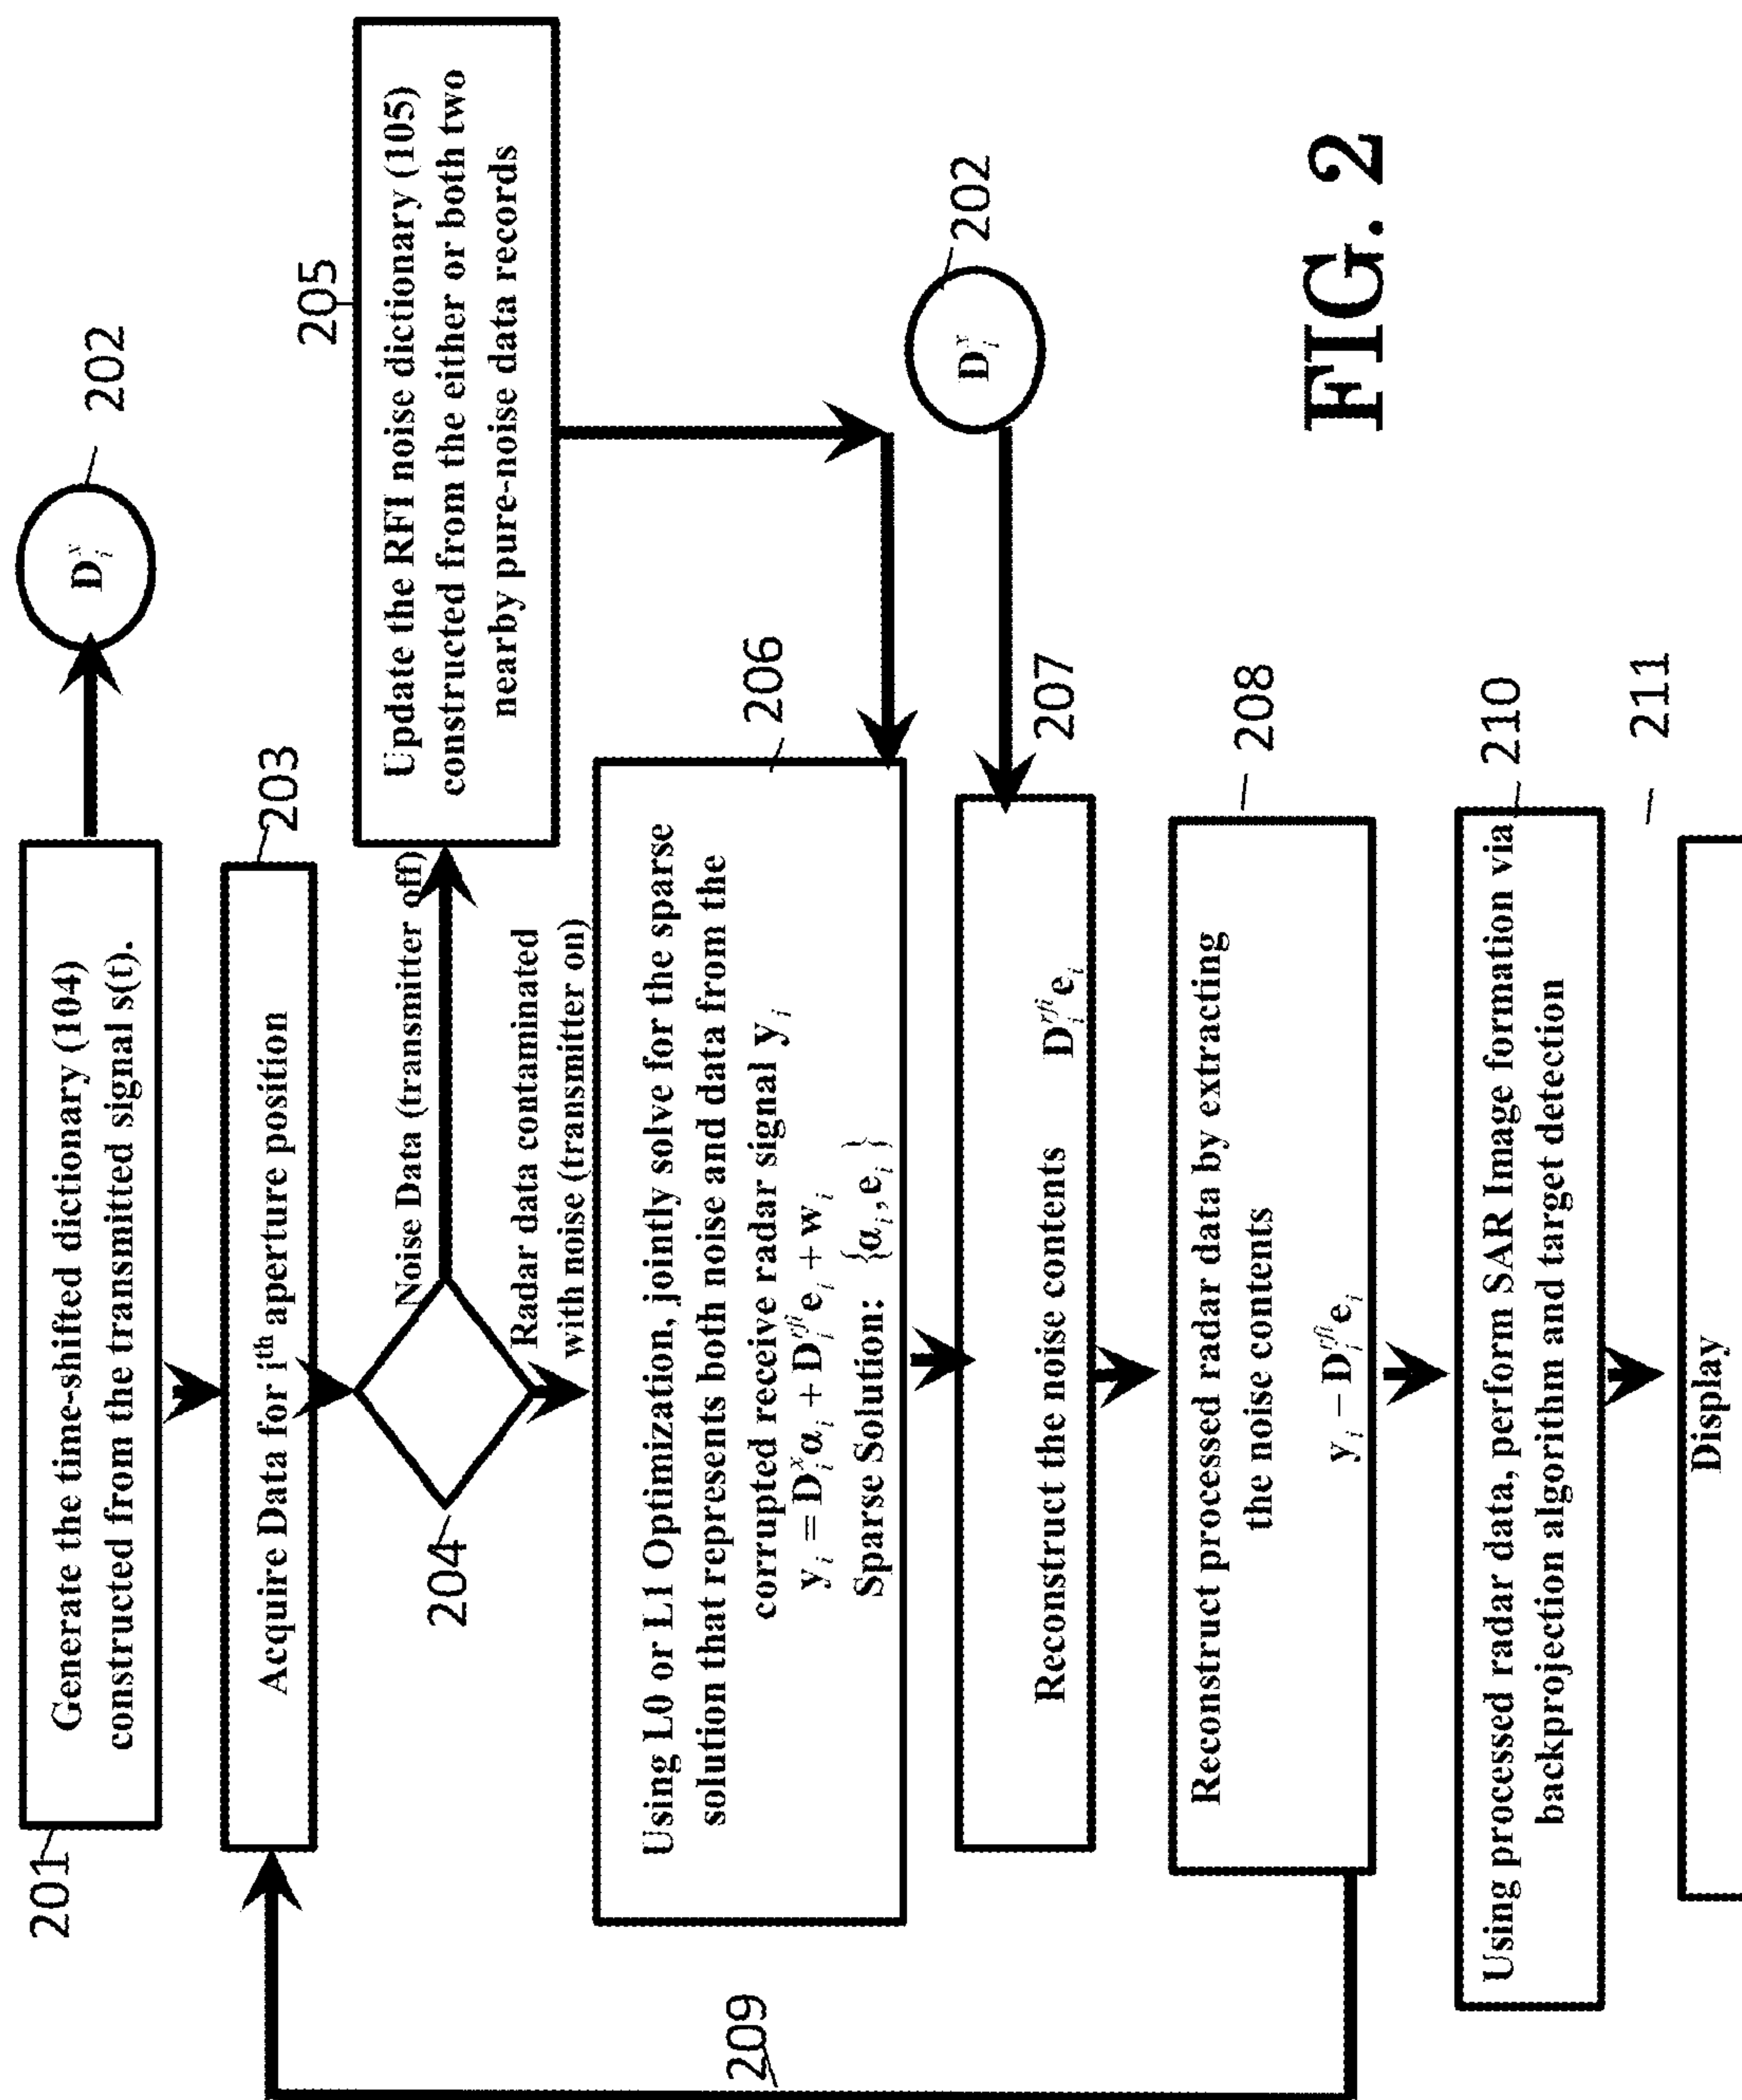 201
Generate the time-shifted dictionary (104)
constructed from the transmitted signal s(t).
D_i^x
202
203
Acquire Data for i^th aperture position
204
Noise Data (transmitter off)
205
Update the RFI noise dictionary (105)
constructed from the either or both two
nearby pure-noise data records
Radar data contaminated
with noise (transmitter on)
206
Using L0 or L1 Optimization, jointly solve for the sparse
solution that represents both noise and data from the
corrupted receive radar signal y_i
y_i = D_i^x α_i + D_i^rfi e_i + w_i
Sparse Solution: {α_i, e_i}
D_i^x
202
207
Reconstruct the noise contents D_i^rfi e_i
208
Reconstruct processed radar data by extracting
the noise contents
y_i − D_i^rfi e_i
209
210
Using processed radar data, perform SAR Image formation via
backprojection algorithm and target detection
211
Display
FIG. 2